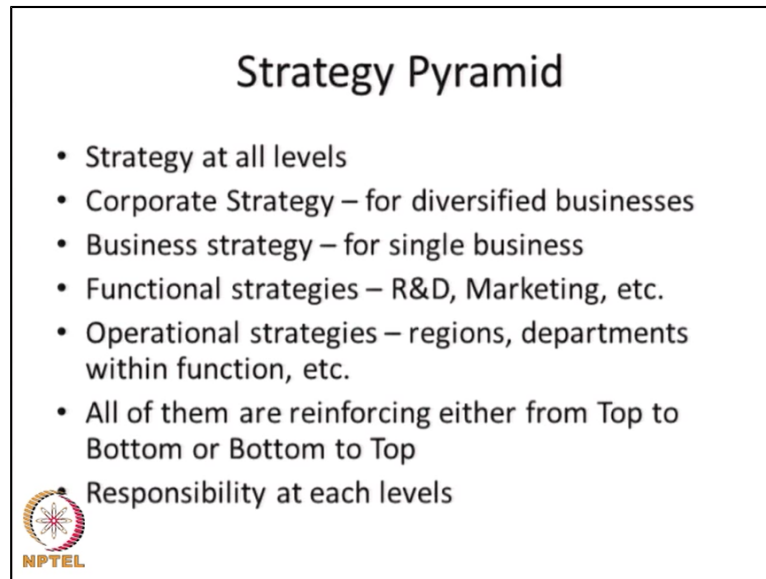 Strategy Pyramid
• Strategy at all levels
• Corporate Strategy – for diversified businesses
• Business strategy – for single business
• Functional strategies – R&D, Marketing, etc.
• Operational strategies – regions, departments
within function, etc.
• All of them are reinforcing either from Top to
Bottom or Bottom to Top
• Responsibility at each levels
NPTEL